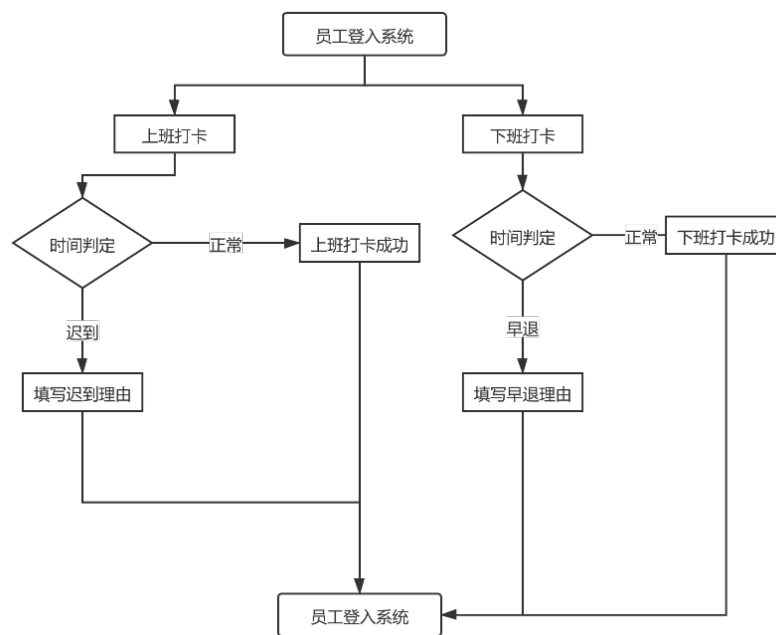 员工登入系统
上班打卡
下班打卡
时间判定
正常
上班打卡成功
时间判定
正常
下班打卡成功
迟到
早退
填写迟到理由
填写早退理由
员工登入系统